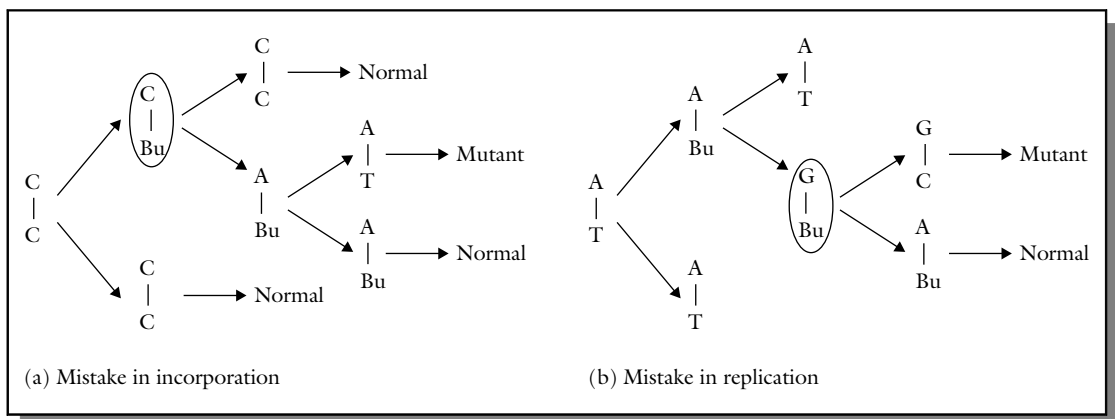 C
C
C
Bu
C
C
Normal
A
Bu
A
T
Mutant
A
Bu
Normal
C
C
Normal
(a) Mistake in incorporation
A
T
A
Bu
A
T
G
Bu
G
C
Mutant
A
Bu
Normal
A
T
(b) Mistake in replication